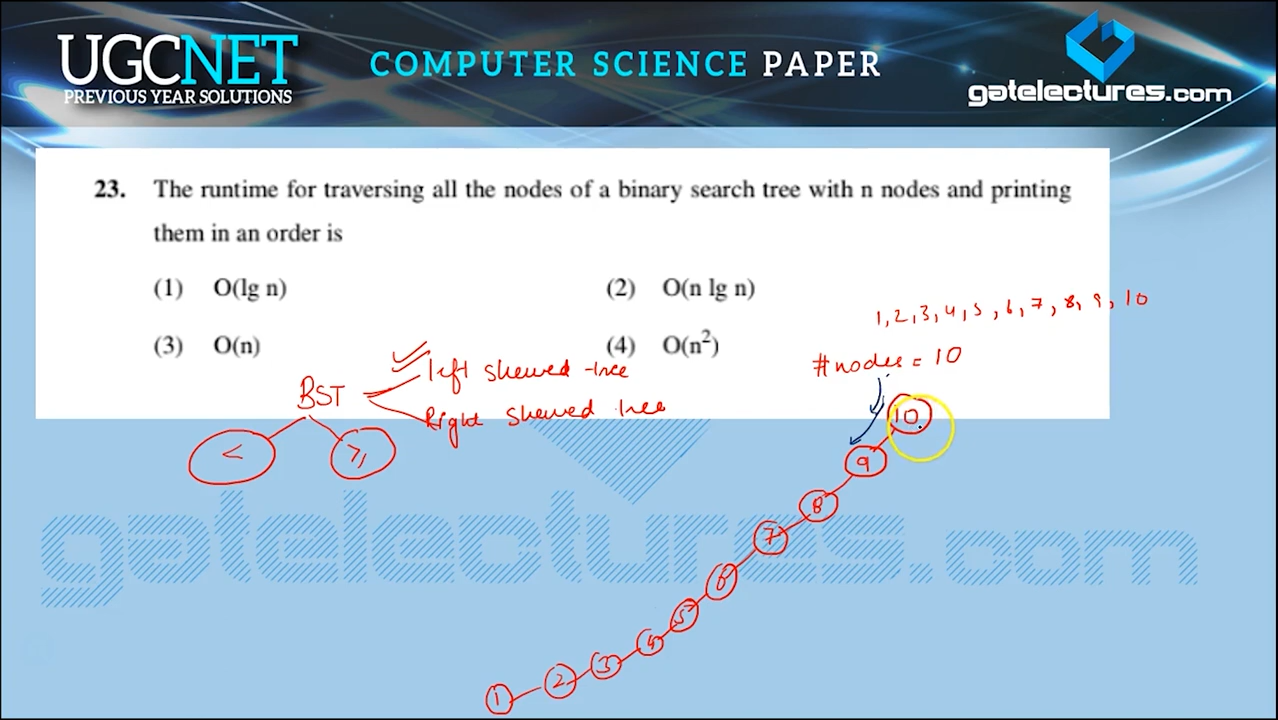 UGCNET
PREVIOUS YEAR SOLUTIONS
COMPUTER SCIENCE PAPER
gatelectures.com
23. The runtime for traversing all the nodes of a binary search tree with n nodes and printing
them in an order is
(1) O(lg n)
(2) O(n lg n)
(3) O(n)
(4) O(n²)
1, 2, 3, 4, 5, 6, 7, 8, 9, 10
#nodes = 10
BST
left skewed tree
Right skewed tree
<
≥
10
9
8
7
6
5
4
3
2
1
gatelectures.com